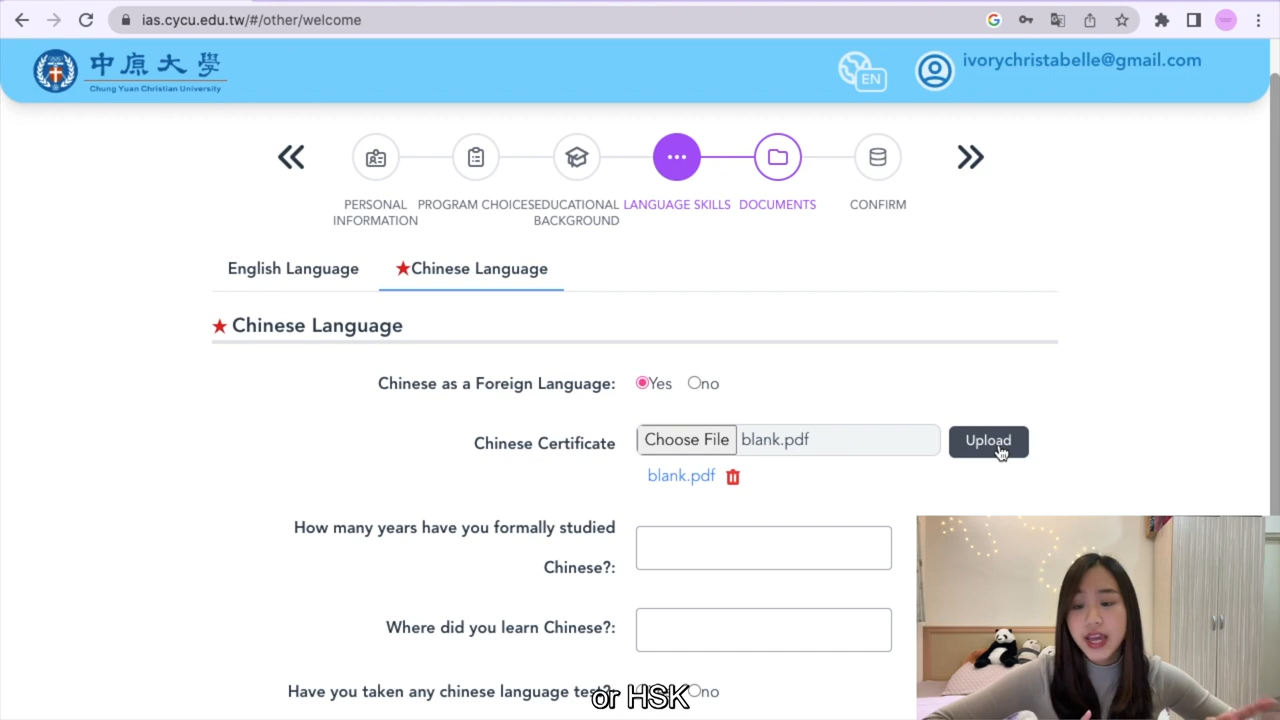 ias.cycu.edu.tw/#/other/welcome
中原大學
Chung Yuan Christian University
EN
ivorychristabelle@gmail.com
PERSONAL INFORMATION
PROGRAM CHOICES
EDUCATIONAL BACKGROUND
LANGUAGE SKILLS
DOCUMENTS
CONFIRM
English Language
★Chinese Language
★ Chinese Language
Chinese as a Foreign Language: Yes no
Chinese Certificate Choose File blank.pdf Upload
blank.pdf
How many years have you formally studied
Chinese?:
Where did you learn Chinese?:
Have you taken any chinese language test?: no
or HSK